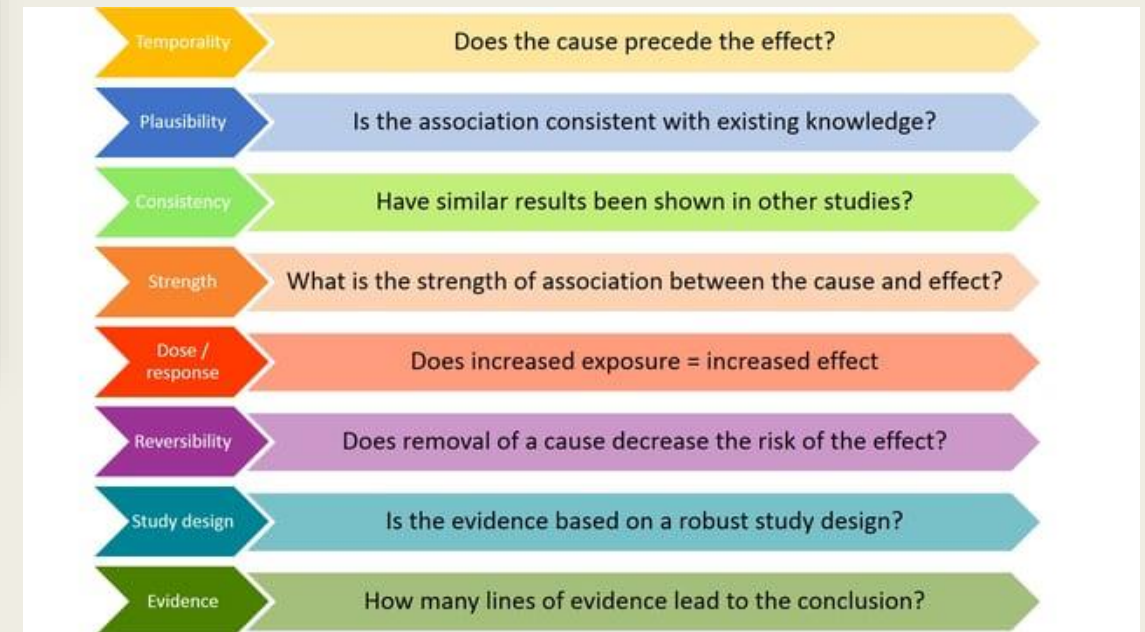 Temporality
Does the cause precede the effect?
Plausibility
Is the association consistent with existing knowledge?
Consistency
Have similar results been shown in other studies?
Strength
What is the strength of association between the cause and effect?
Dose /
response
Does increased exposure = increased effect
Reversibility
Does removal of a cause decrease the risk of the effect?
Study design
Is the evidence based on a robust study design?
Evidence
How many lines of evidence lead to the conclusion?